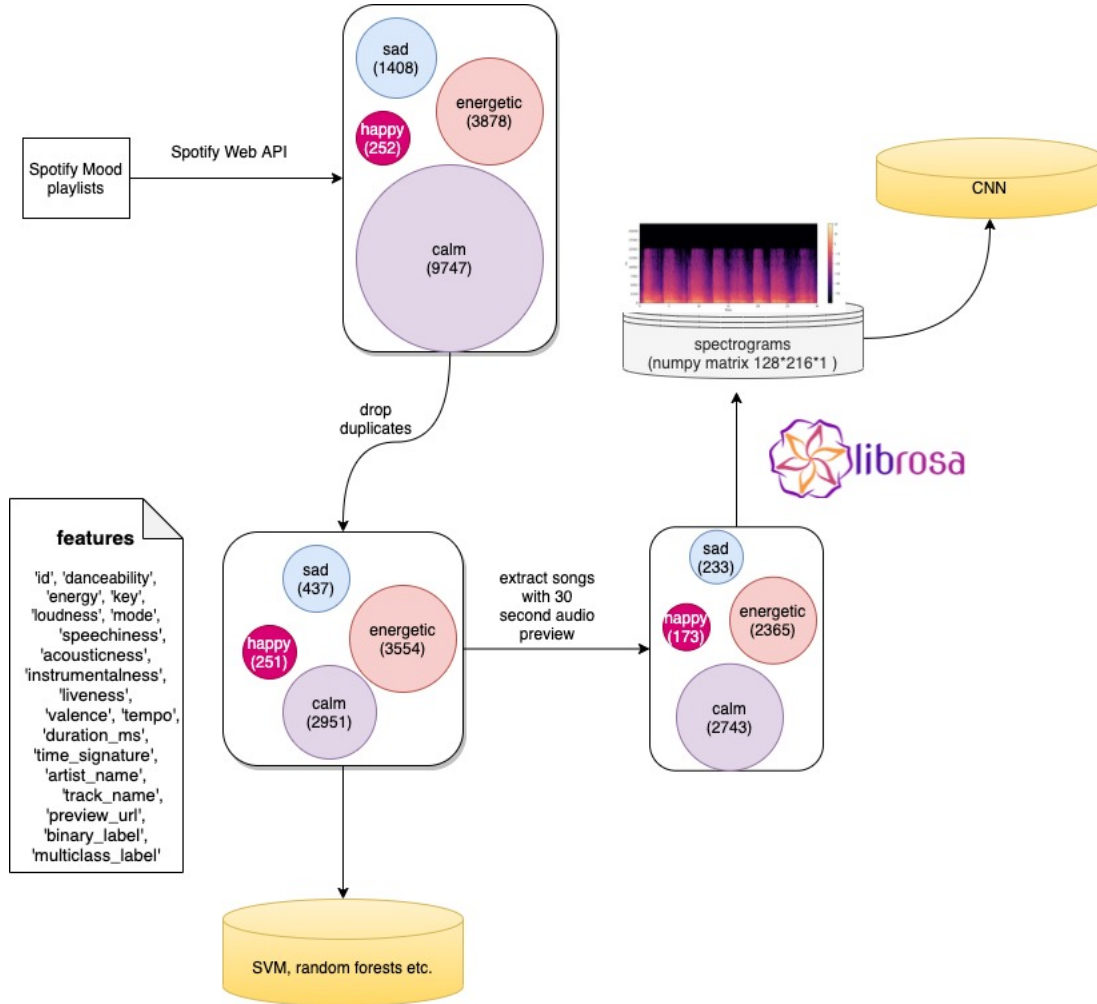 sad
(1408)
energetic
(3878)
happy
(252)
calm
(9747)
Spotify Mood
playlists
Spotify Web API
CNN
spectrograms
(numpy matrix 128*216*1 )
drop
duplicates
librosa
features
'id', 'danceability',
'energy', 'key',
'loudness', 'mode',
'speechiness',
'acousticness',
'instrumentalness',
'liveness',
'valence', 'tempo',
'duration_ms',
'time_signature',
'artist_name',
'track_name',
'preview_url',
'binary_label',
'multiclass_label'
sad
(437)
energetic
(3554)
happy
(251)
calm
(2951)
extract songs
with 30
second audio
preview
sad
(233)
happy
(173)
energetic
(2365)
calm
(2743)
SVM, random forests etc.